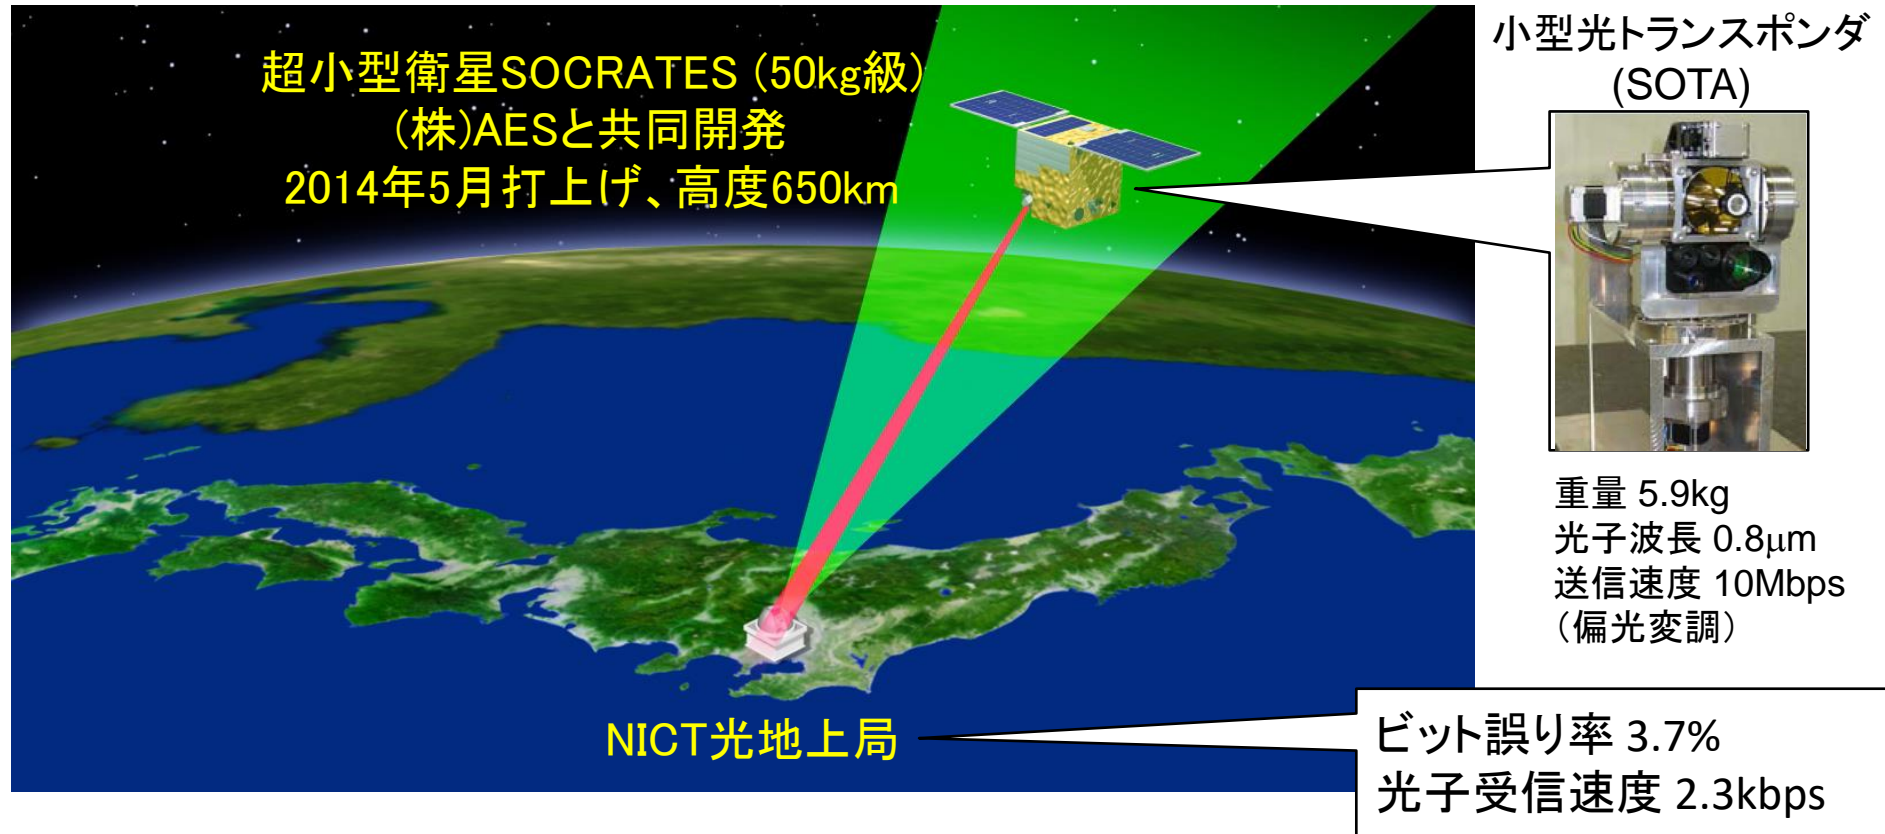 超小型衛星SOCRATES (50kg級)
(株)AESと共同開発
2014年5月打上げ、高度650km
小型光トランスポンダ
(SOTA)
重量 5.9kg
光子波長 0.8μm
送信速度 10Mbps
(偏光変調)
NICT光地上局
ビット誤り率 3.7%
光子受信速度 2.3kbps